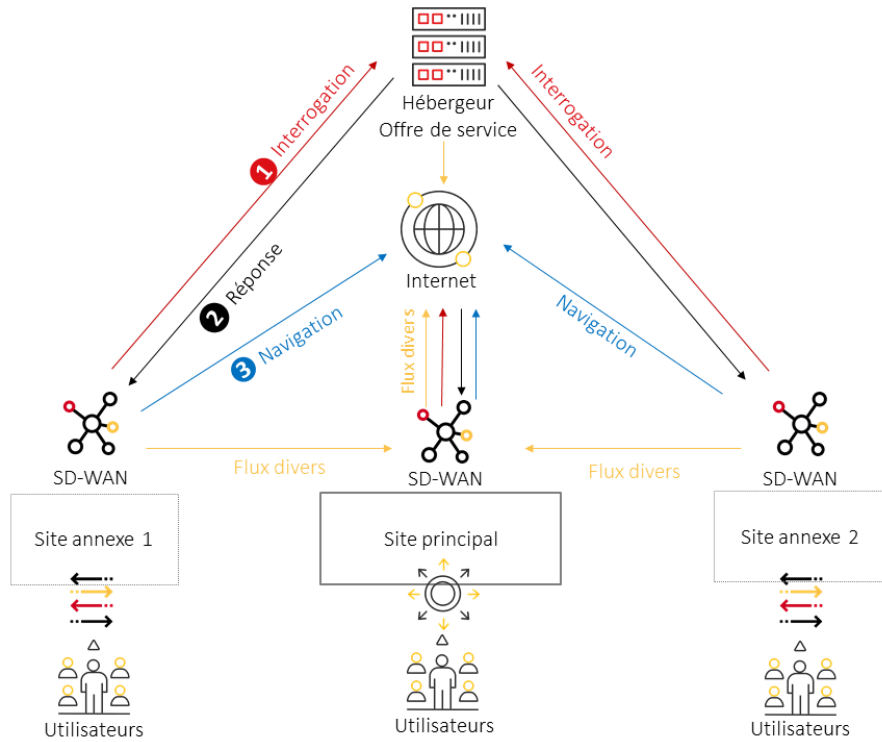 Hébergeur
Offre de service
1 Interrogation
Interrogation
2 Réponse
Internet
3 Navigation
Navigation
Flux divers
SD-WAN
Flux divers
SD-WAN
Flux divers
SD-WAN
Site annexe 1
Site principal
Site annexe 2
Utilisateurs
Utilisateurs
Utilisateurs